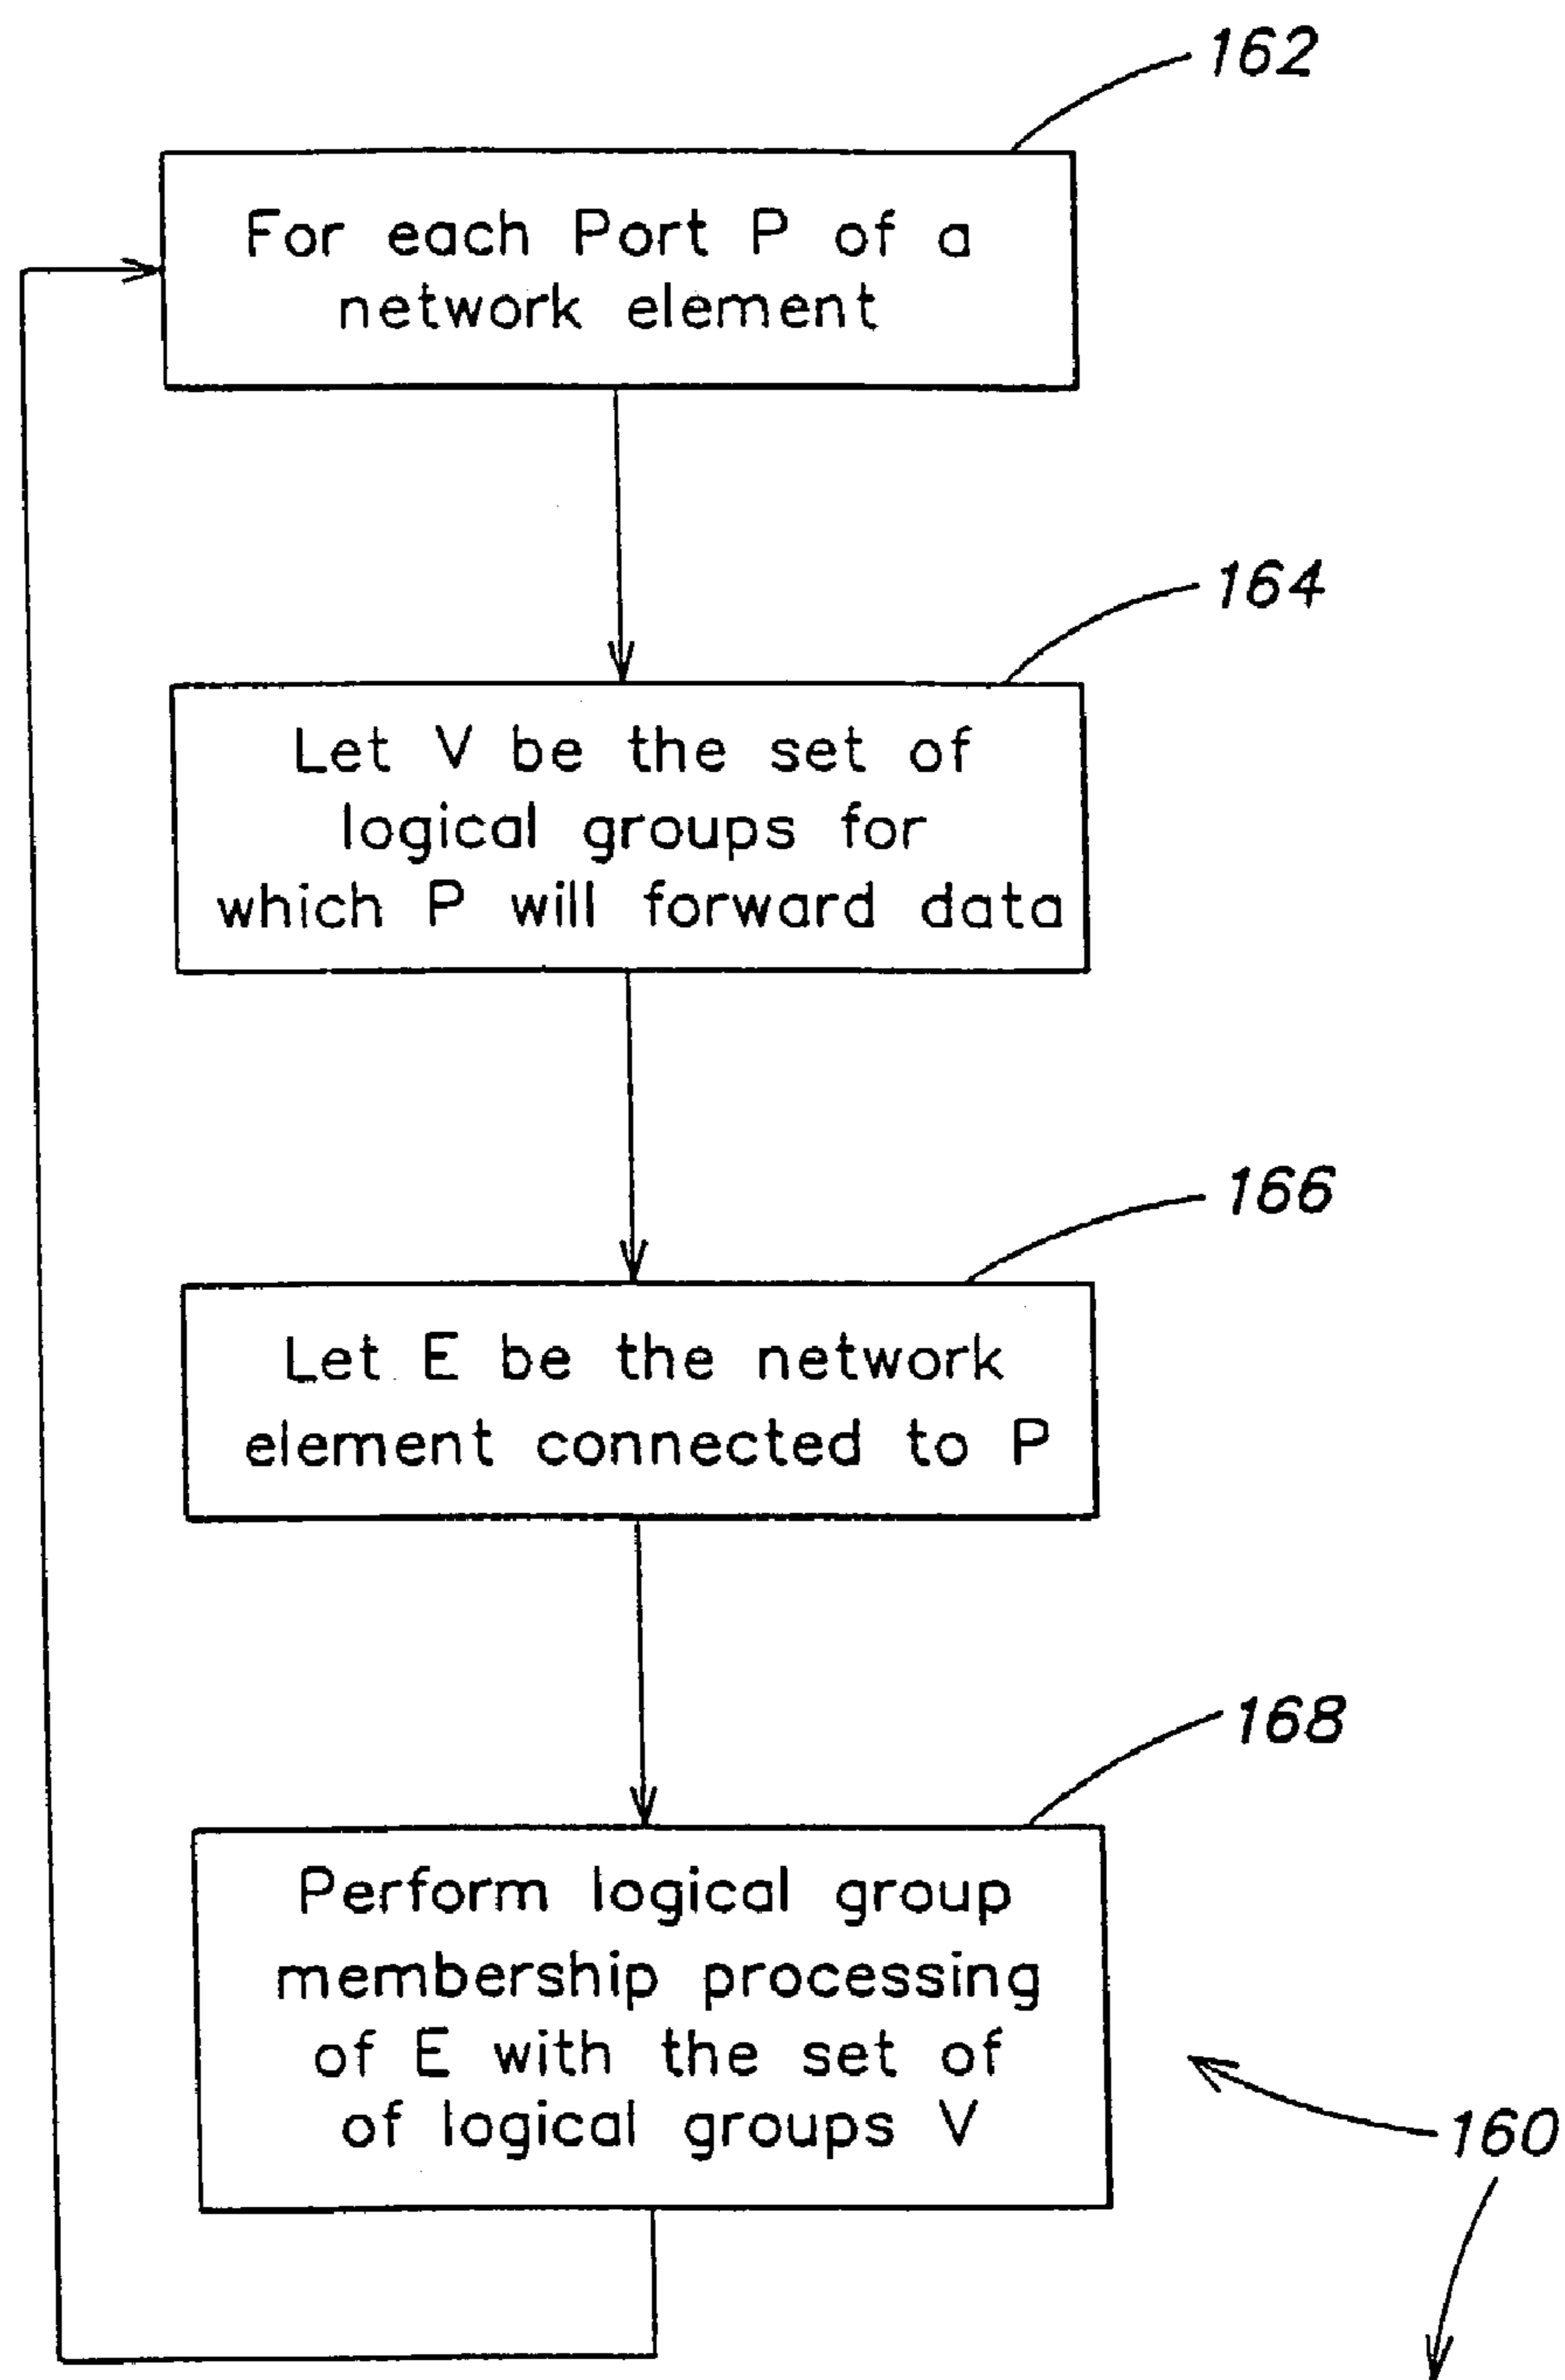 162
For each Port P of a
network element
164
Let V be the set of
logical groups for
which P will forward data
166
Let E be the network
element connected to P
168
Perform logical group
membership processing
of E with the set of
of logical groups V
160